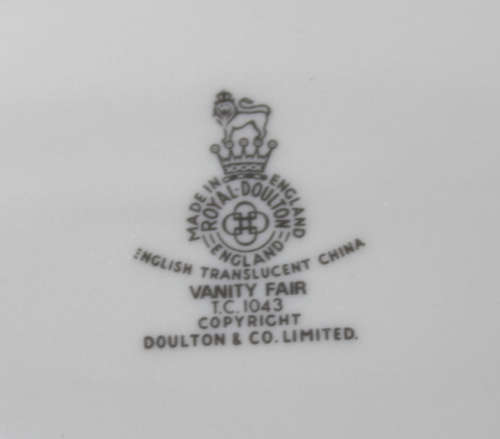 MADE IN ENGLAND
ROYAL-DOULTON
ENGLAND
ENGLISH TRANSLUCENT CHINA
VANITY FAIR
T.C. 1043
COPYRIGHT
DOULTON & CO. LIMITED.